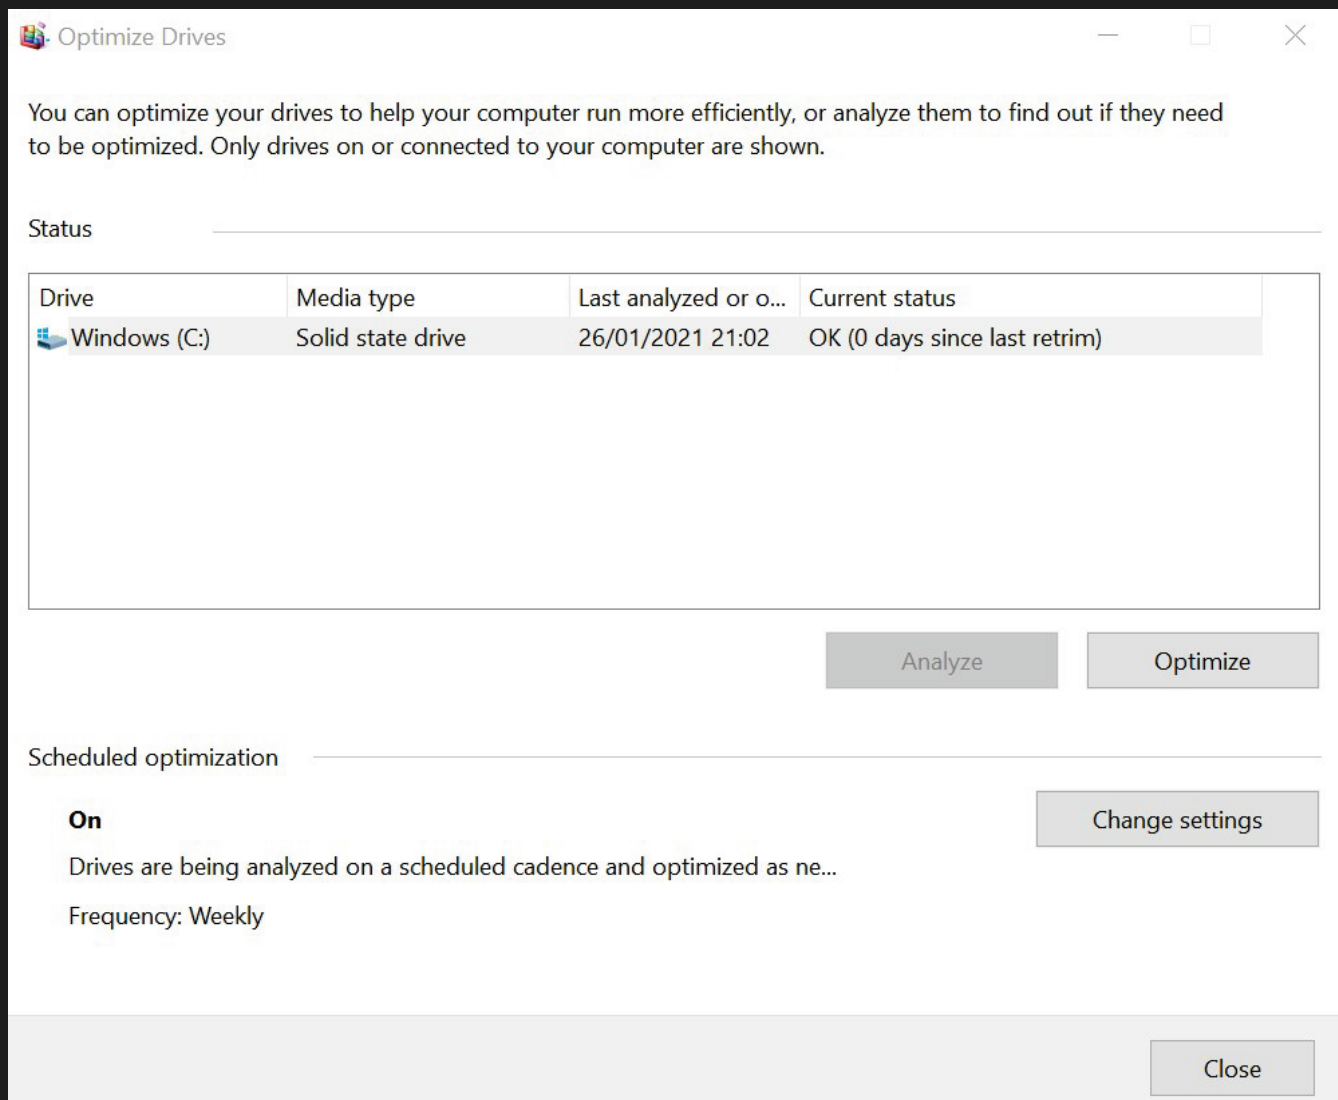 Optimize Drives
You can optimize your drives to help your computer run more efficiently, or analyze them to find out if they need
to be optimized. Only drives on or connected to your computer are shown.
Status
Drive Media type Last analyzed or o... Current status
Windows (C:) Solid state drive 26/01/2021 21:02 OK (0 days since last retrim)
Analyze Optimize
Scheduled optimization
On
Change settings
Drives are being analyzed on a scheduled cadence and optimized as ne...
Frequency: Weekly
Close